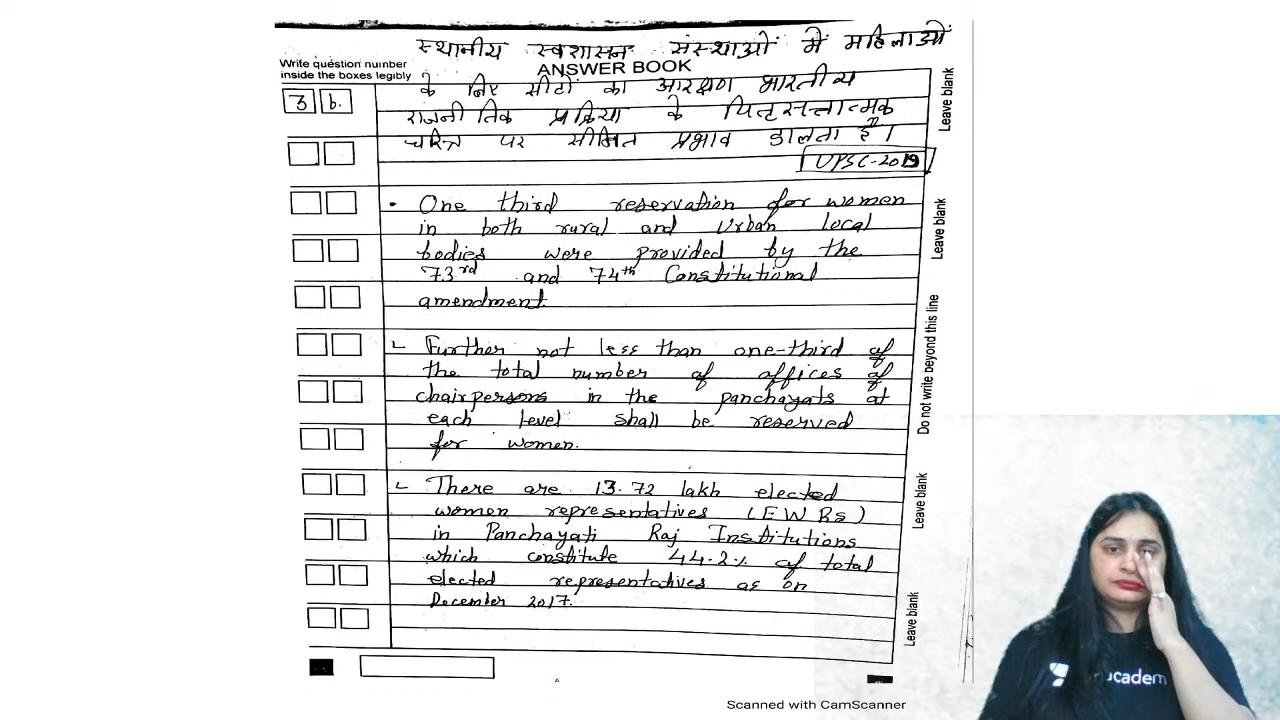 स्थानीय स्वशासन संस्थाओं में महिलाओं
Write question number
inside the boxes legibly
ANSWER BOOK
के लिए सीटों का आरक्षण भारतीय
3 b.
राजनीतिक प्रक्रिया के पितृसत्तात्मक
चरित्र पर सीमित प्रभाव डालता है।
UPSC-2019
Leave blank
• One third reservation for women
in both rural and Urban local
bodies were provided by the
73rd and 74th Constitutional
amendment.
Leave blank
Further not less than one-third of
the total number of offices of
chairpersons in the panchayats at
each level shall be reserved
for women.
Do not write beyond this line
There are 13.72 lakh elected
women representatives (EWRs)
in Panchayati Raj Institutions
which constitute 44.2% of total
elected representatives as on
December 2017.
Leave blank
Leave blank
Scanned with CamScanner
unacadem